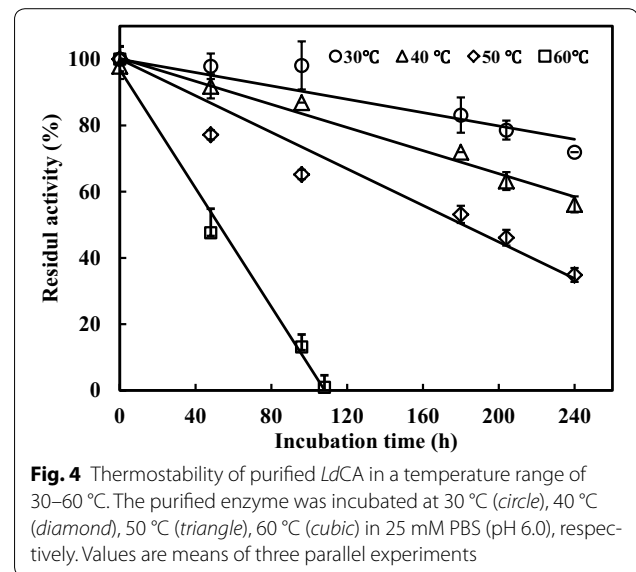 30℃ 40 ℃ 50 ℃ 60℃
100
80
60
40
20
0
Residul activity (%)
0 40 80 120 160 200 240
Incubation time (h)
Fig. 4 Thermostability of purified LdCA in a temperature range of
30–60 °C. The purified enzyme was incubated at 30 °C (circle), 40 °C
(diamond), 50 °C (triangle), 60 °C (cubic) in 25 mM PBS (pH 6.0), respec-
tively. Values are means of three parallel experiments